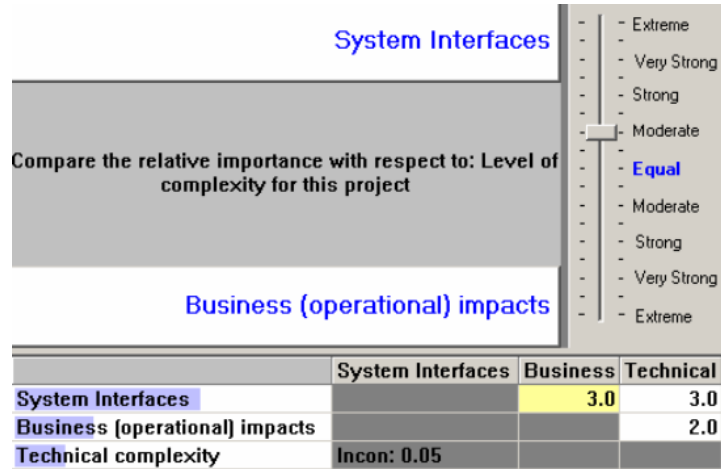 System Interfaces
Compare the relative importance with respect to: Level of
complexity for this project
Business (operational) impacts
Extreme
Very Strong
Strong
Moderate
Equal
Moderate
Strong
Very Strong
Extreme
System Interfaces Business Technical
System Interfaces 3.0 3.0
Business (operational) impacts 2.0
Technical complexity Incon: 0.05